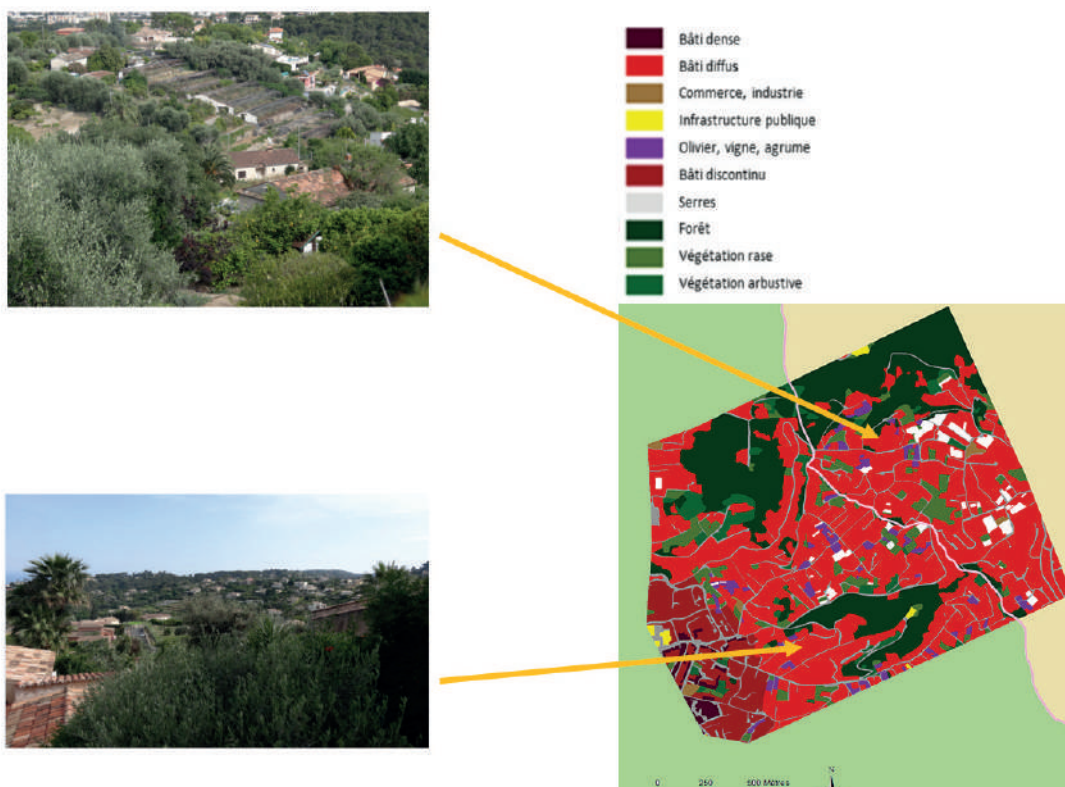 Bâti dense
Bâti diffus
Commerce, industrie
Infrastructure publique
Olivier, vigne, agrume
Bâti discontinu
Serres
Forêt
Végétation rase
Végétation arbustive
N
0 250 500 Mètres